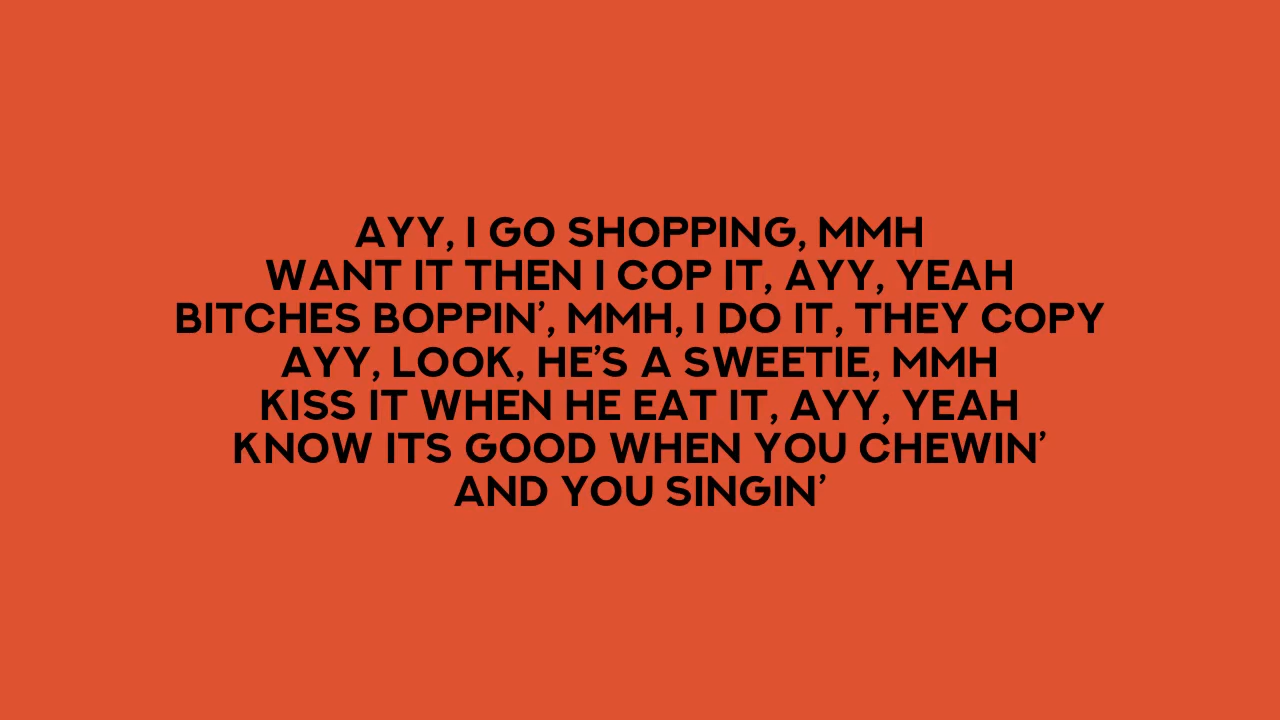 AYY, I GO SHOPPING, MMH
WANT IT THEN I COP IT, AYY, YEAH
BITCHES BOPPIN’, MMH, I DO IT, THEY COPY
AYY, LOOK, HE’S A SWEETIE, MMH
KISS IT WHEN HE EAT IT, AYY, YEAH
KNOW ITS GOOD WHEN YOU CHEWIN’
AND YOU SINGIN’